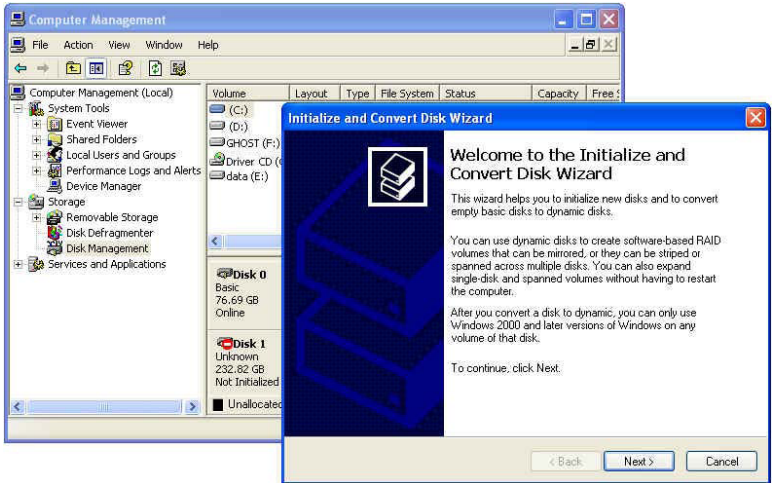 Computer Management
File Action View Window Help
Computer Management (Local)
System Tools
Event Viewer
Shared Folders
Local Users and Groups
Performance Logs and Alerts
Device Manager
Storage
Removable Storage
Disk Defragmenter
Disk Management
Services and Applications
Volume Layout Type File System Status Capacity Free
(C:)
(D:)
GHOST (F:)
Driver CD
data (E:)
Disk 0
Basic
76.69 GB
Online
Disk 1
Unknown
232.82 GB
Not Initialized
Unallocated
Initialize and Convert Disk Wizard
Welcome to the Initialize and
Convert Disk Wizard
This wizard helps you to initialize new disks and to convert
empty basic disks to dynamic disks.
You can use dynamic disks to create software-based RAID
volumes that can be mirrored, or they can be striped or
spanned across multiple disks. You can also expand
single-disk and spanned volumes without having to restart
the computer.
After you convert a disk to dynamic, you can only use
Windows 2000 and later versions of Windows on any
volume of that disk.
To continue, click Next.
< Back Next > Cancel